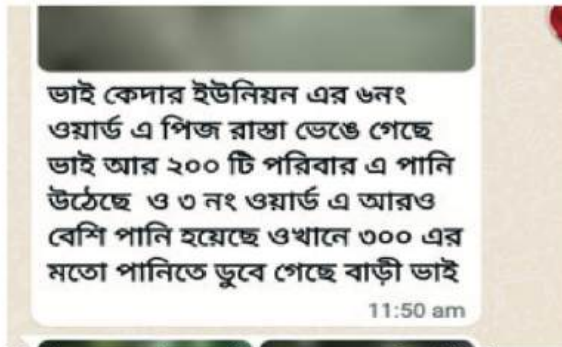 ভাই কেদার ইউনিয়ন এর ৬নং
ওয়ার্ড এ পিজ রাস্তা ভেঙে গেছে
ভাই আর ২০০ টি পরিবার এ পানি
উঠেছে ও ৩ নং ওয়ার্ড এ আরও
বেশি পানি হয়েছে ওখানে ৩০০ এর
মতো পানিতে ডুবে গেছে বাড়ী ভাই
11:50 am